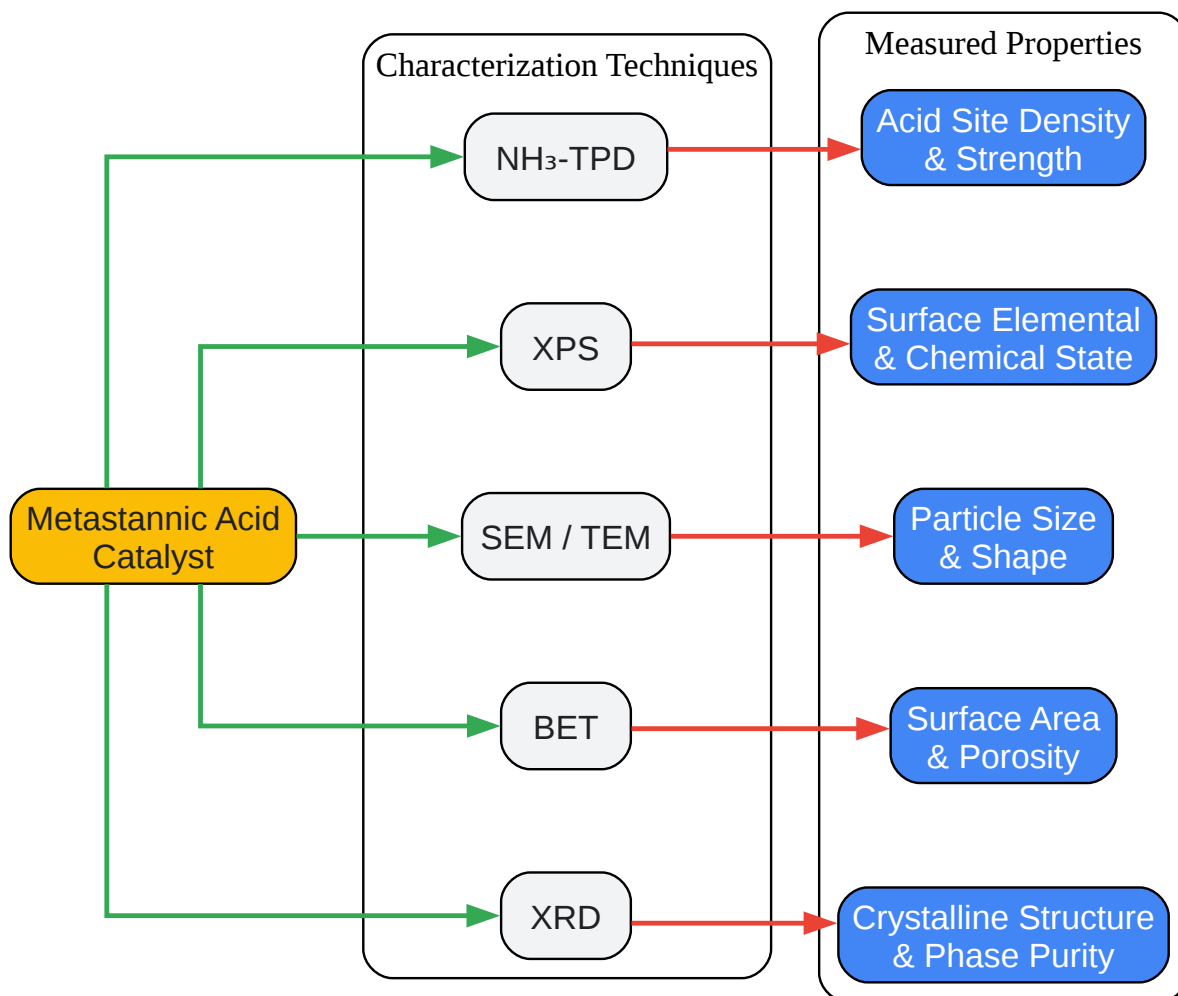 Characterization Techniques
Measured Properties
NH₃-TPD
Acid Site Density
& Strength
XPS
Surface Elemental
& Chemical State
Metastannic Acid
Catalyst
SEM / TEM
Particle Size
& Shape
BET
Surface Area
& Porosity
XRD
Crystalline Structure
& Phase Purity